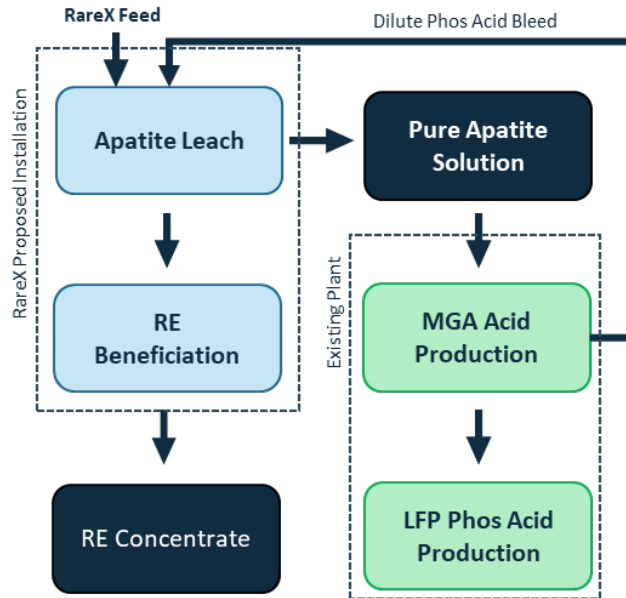 RareX Feed
Dilute Phos Acid Bleed
RareX Proposed Installation
Apatite Leach
Pure Apatite
Solution
RE
Beneficiation
Existing Plant
MGA Acid
Production
RE Concentrate
LFP Phos Acid
Production